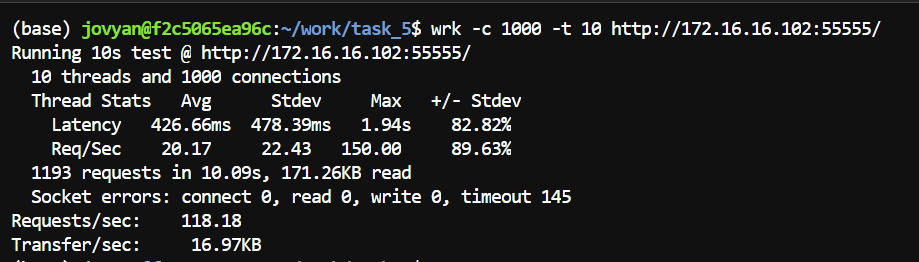 (base) jovyan@f2c5065ea96c:~/work/task_5$ wrk -c 1000 -t 10 http://172.16.16.102:55555/
Running 10s test @ http://172.16.16.102:55555/
  10 threads and 1000 connections
  Thread Stats   Avg      Stdev     Max   +/- Stdev
    Latency   426.66ms  478.39ms   1.94s    82.82%
    Req/Sec    20.17     22.43   150.00     89.63%
  1193 requests in 10.09s, 171.26KB read
  Socket errors: connect 0, read 0, write 0, timeout 145
Requests/sec:    118.18
Transfer/sec:     16.97KB